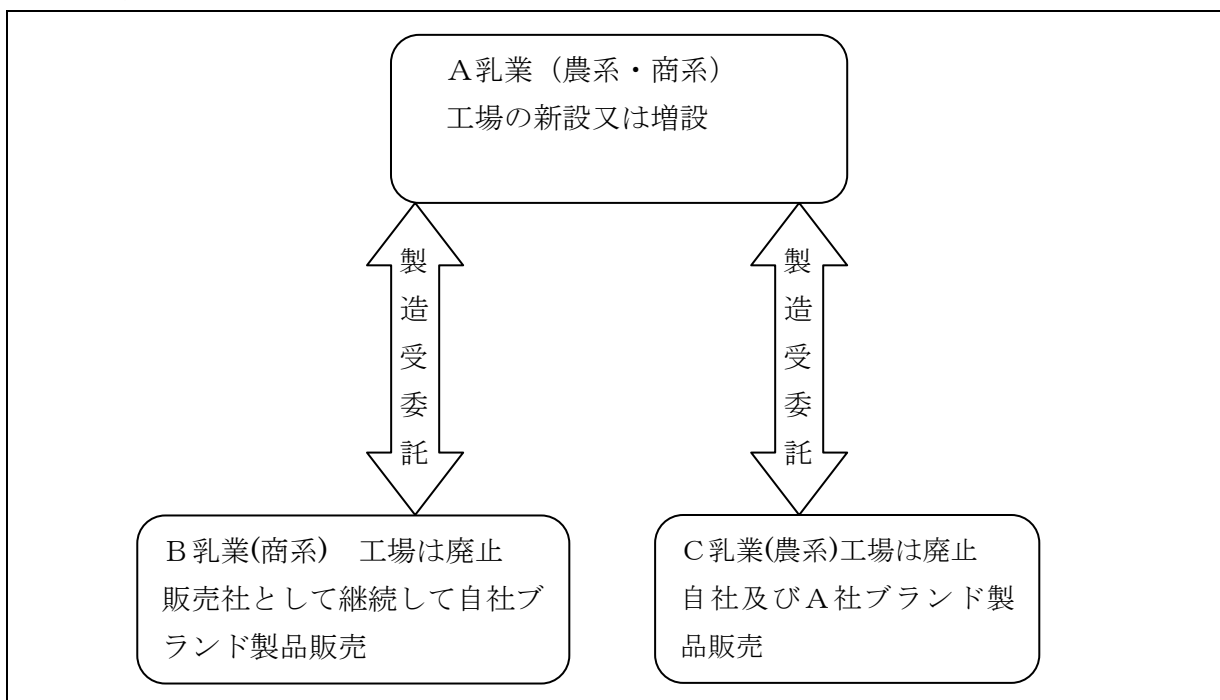 A乳業（農系・商系）
工場の新設又は増設
製造受委託
製造受委託
B乳業(商系)　工場は廃止
販売社として継続して自社ブ
ランド製品販売
C乳業(農系)工場は廃止
自社及びA社ブランド製
品販売